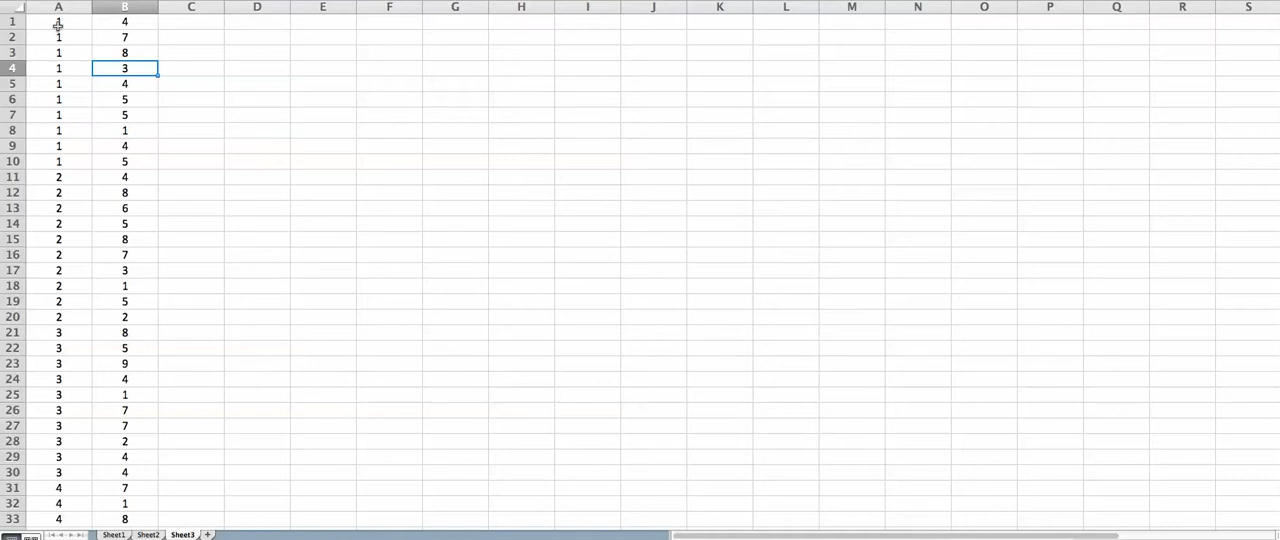 A B C D E F G H I J K L M N O P Q R S
1 1 4
2 1 7
3 1 8
4 1 3
5 1 4
6 1 5
7 1 5
8 1 1
9 1 4
10 1 5
11 2 4
12 2 8
13 2 6
14 2 5
15 2 8
16 2 7
17 2 3
18 2 1
19 2 5
20 2 2
21 3 8
22 3 5
23 3 9
24 3 4
25 3 1
26 3 7
27 3 7
28 3 2
29 3 4
30 3 4
31 4 7
32 4 1
33 4 8
Sheet1 Sheet2 Sheet3 +